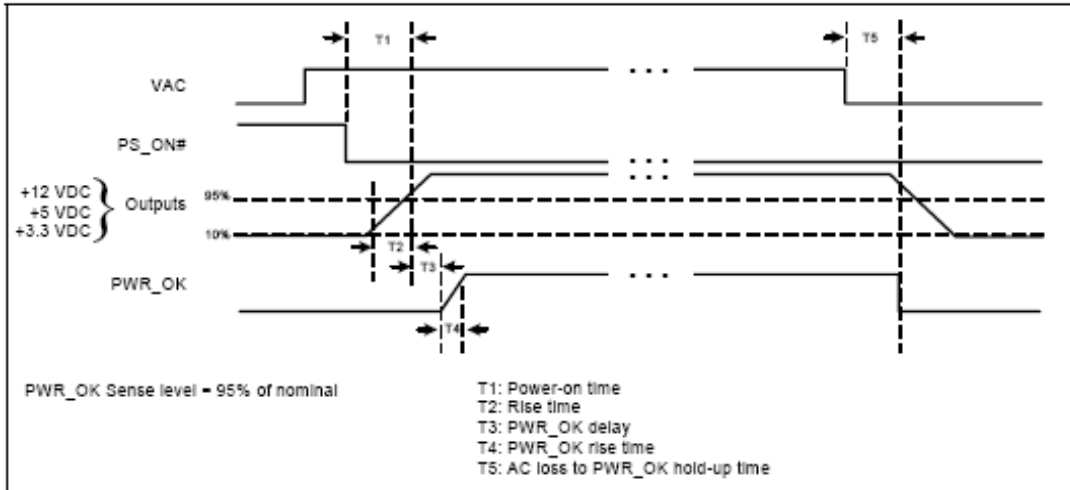 T1
T5
VAC
PS_ON#
+12 VDC
+5 VDC
+3.3 VDC
Outputs
95%
10%
T2
T3
PWR_OK
T4
PWR_OK Sense level = 95% of nominal
T1: Power-on time
T2: Rise time
T3: PWR_OK delay
T4: PWR_OK rise time
T5: AC loss to PWR_OK hold-up time